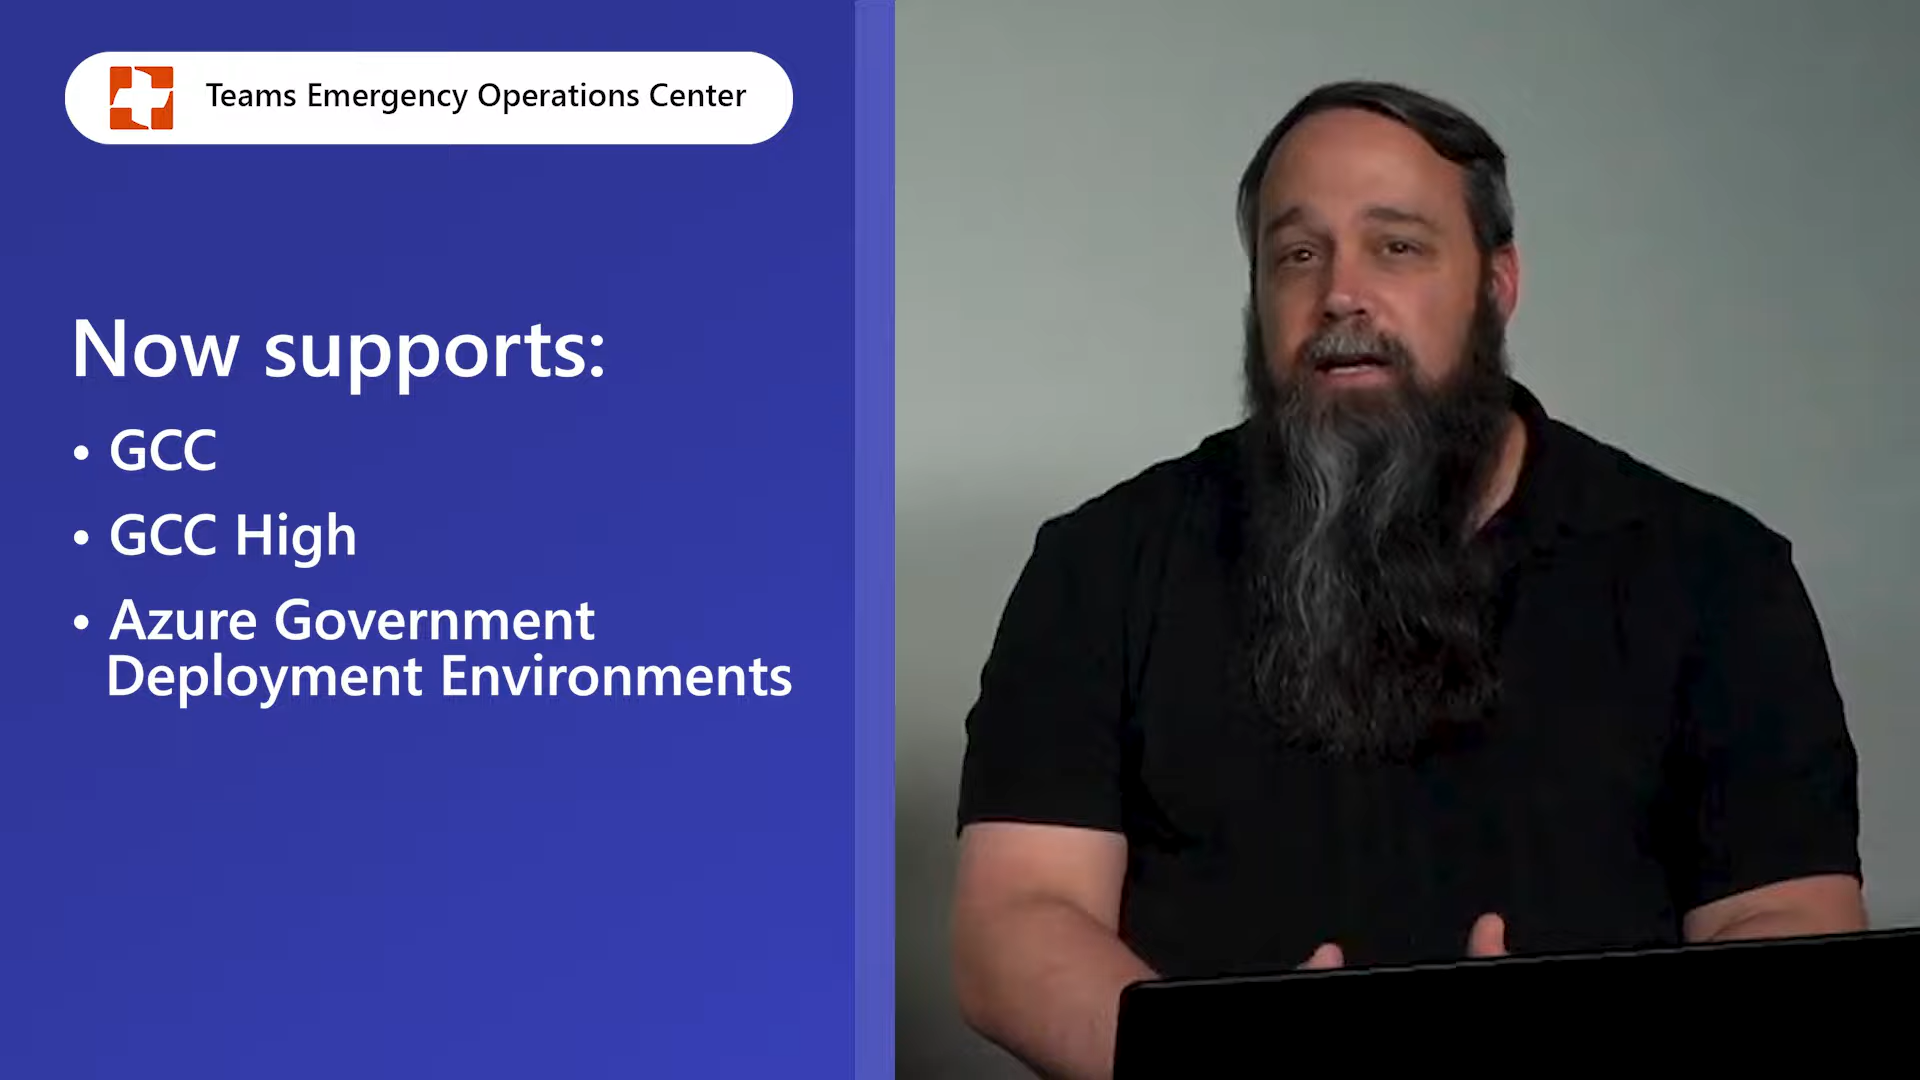 Teams Emergency Operations Center
Now supports:
• GCC
• GCC High
• Azure Government
Deployment Environments